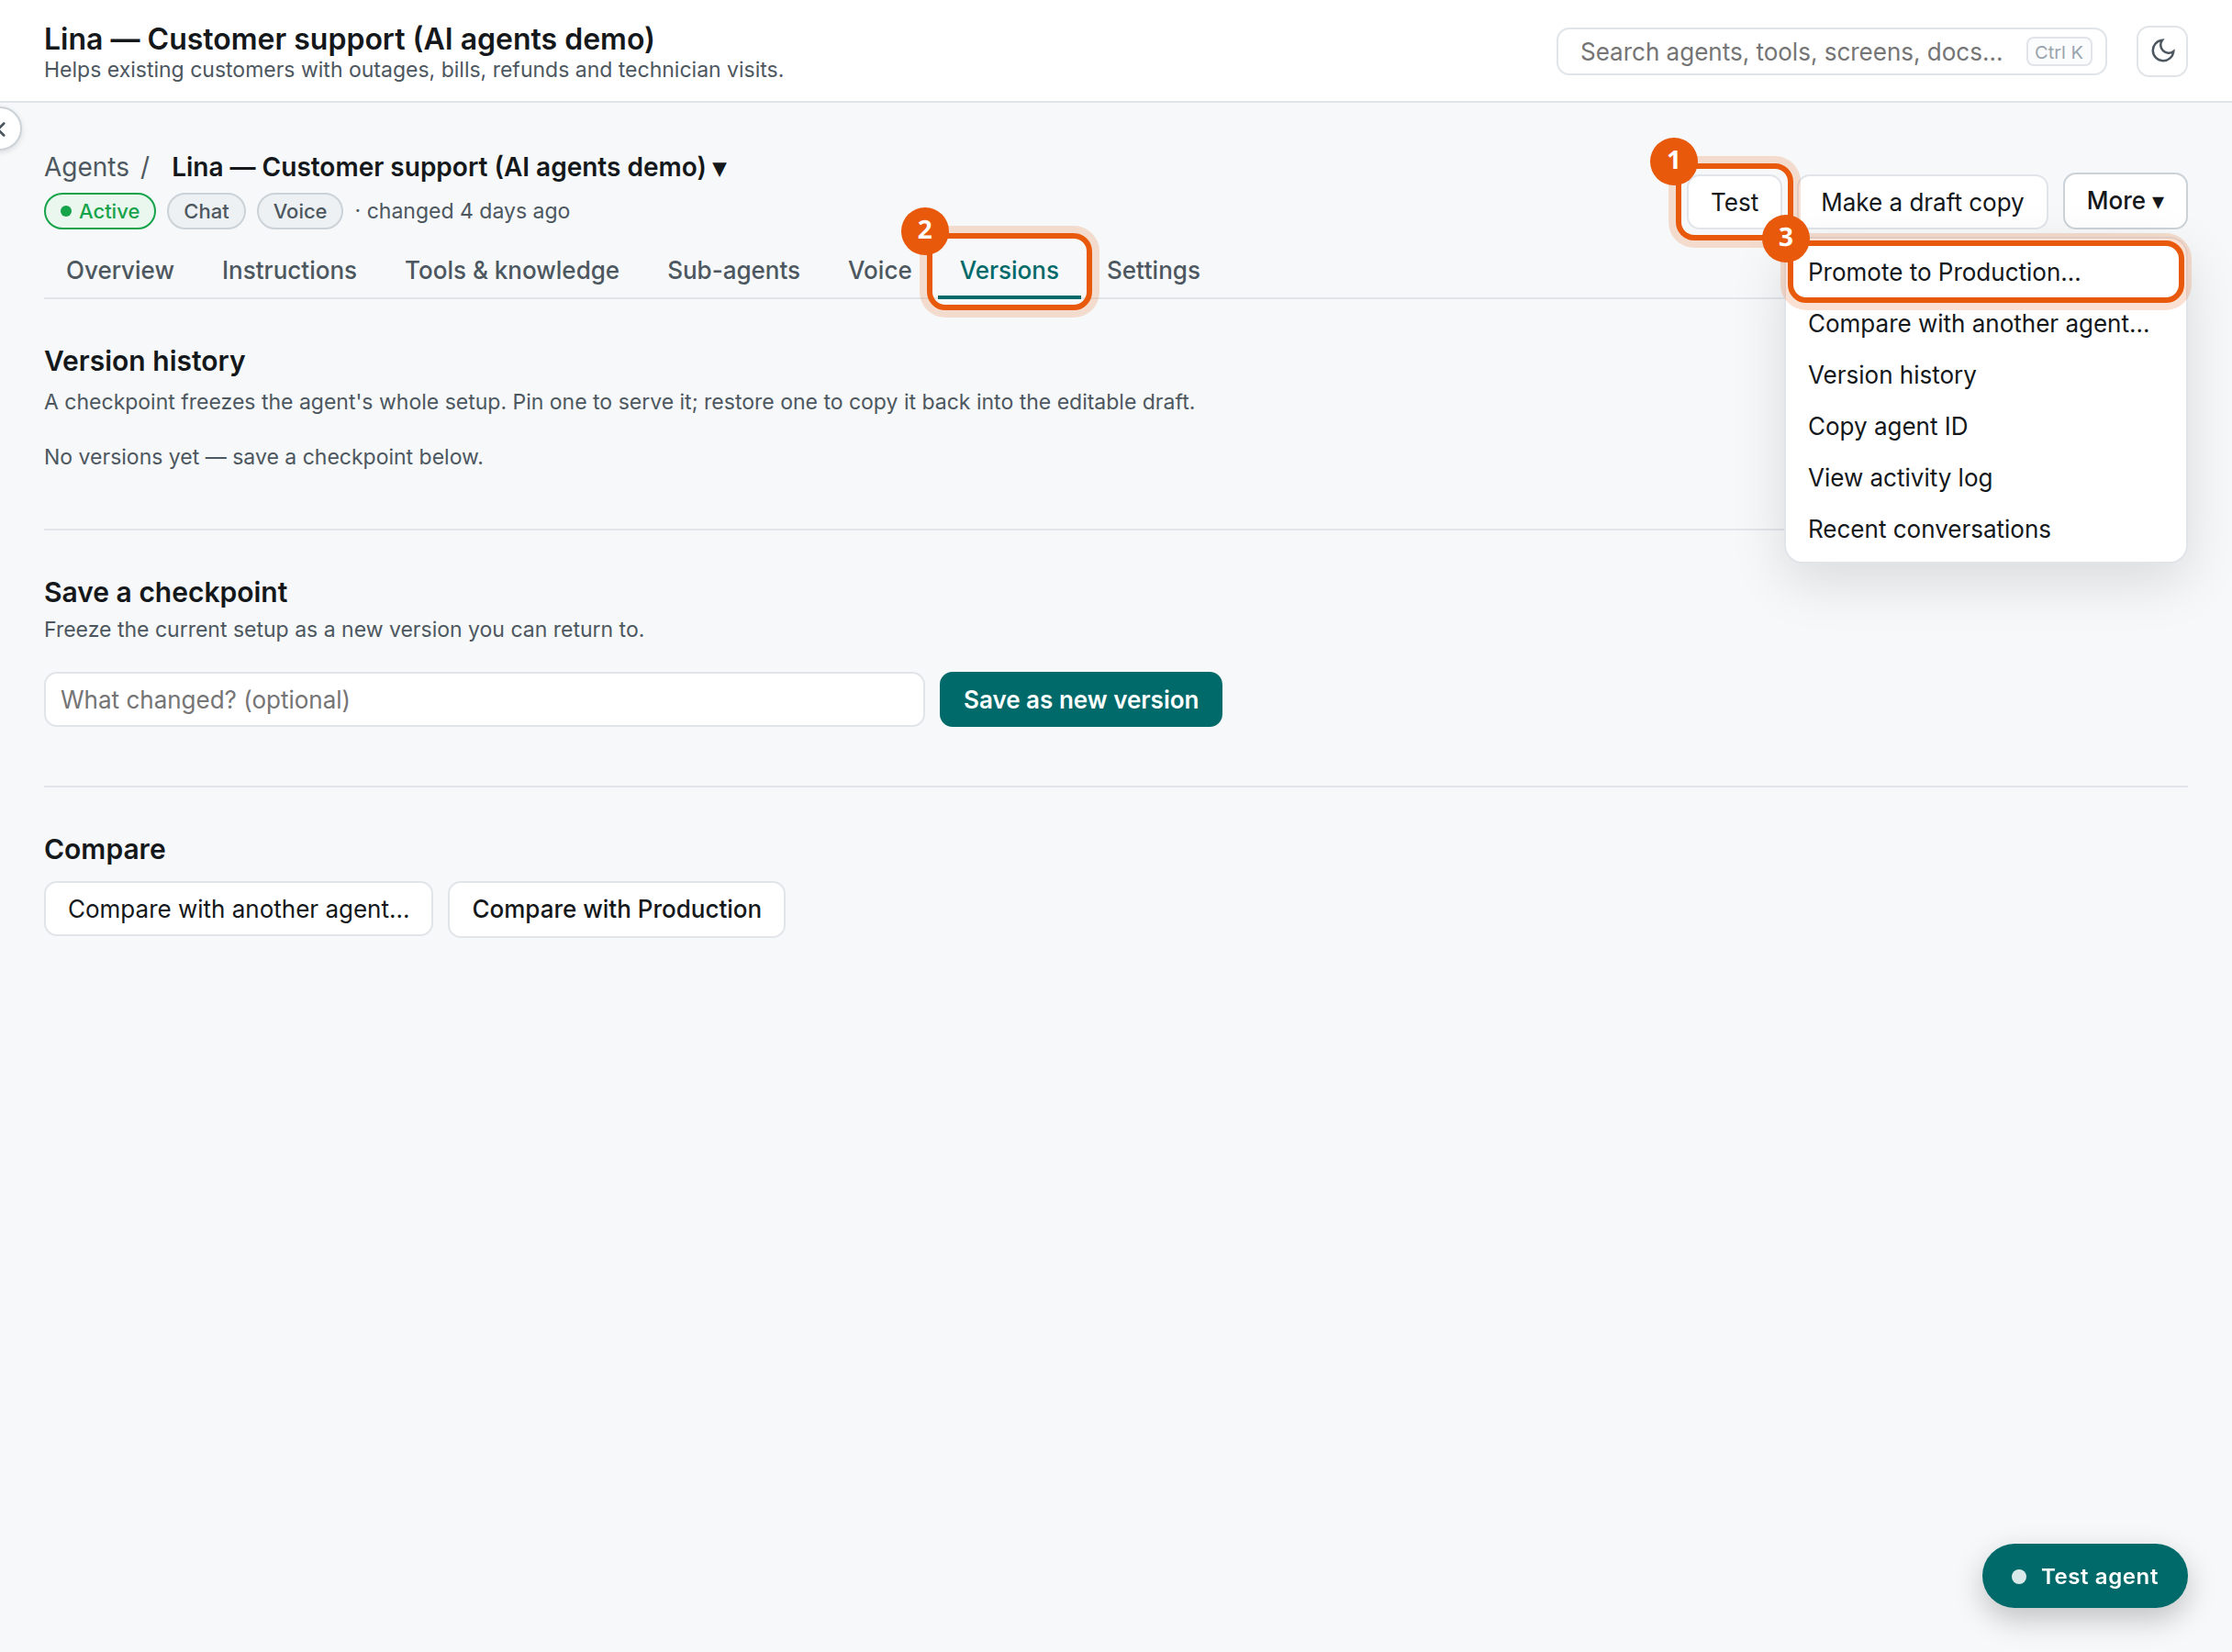 Lina — Customer support (AI agents demo)
Helps existing customers with outages, bills, refunds and technician visits.
Search agents, tools, screens, docs... Ctrl K
Agents / Lina — Customer support (AI agents demo) ▾
Active Chat Voice · changed 4 days ago
1
Test Make a draft copy More ▾
2
3
Overview Instructions Tools & knowledge Sub-agents Voice Versions Settings
Promote to Production...
Compare with another agent...
Version history
Copy agent ID
View activity log
Recent conversations
Version history
A checkpoint freezes the agent's whole setup. Pin one to serve it; restore one to copy it back into the editable draft.
No versions yet — save a checkpoint below.
Save a checkpoint
Freeze the current setup as a new version you can return to.
What changed? (optional) Save as new version
Compare
Compare with another agent... Compare with Production
Test agent